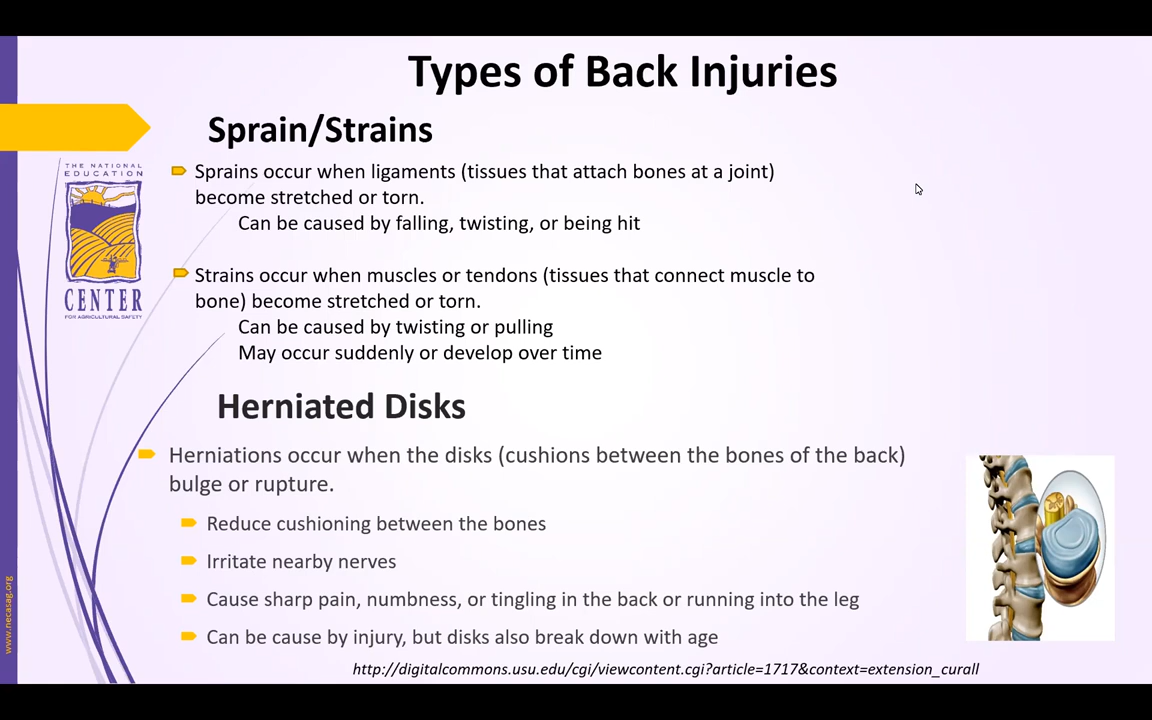 Types of Back Injuries
Sprain/Strains
THE NATIONAL
EDUCATION
CENTER
FOR AGRICULTURAL SAFETY
Sprains occur when ligaments (tissues that attach bones at a joint)
become stretched or torn.
Can be caused by falling, twisting, or being hit
Strains occur when muscles or tendons (tissues that connect muscle to
bone) become stretched or torn.
Can be caused by twisting or pulling
May occur suddenly or develop over time
Herniated Disks
Herniations occur when the disks (cushions between the bones of the back)
bulge or rupture.
Reduce cushioning between the bones
Irritate nearby nerves
Cause sharp pain, numbness, or tingling in the back or running into the leg
Can be cause by injury, but disks also break down with age
http://digitalcommons.usu.edu/cgi/viewcontent.cgi?article=1717&context=extension_curall
www.necasag.org